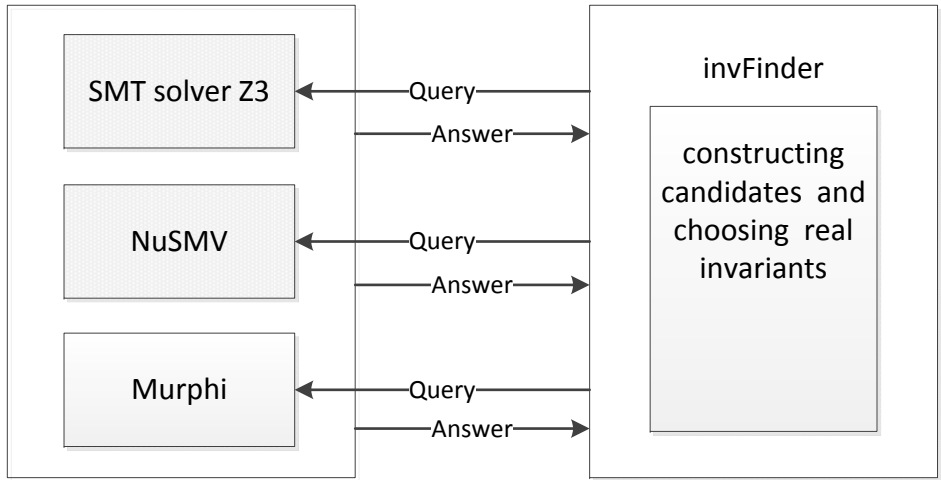 SMT solver Z3
Query
Answer
NuSMV
Query
Answer
Murphi
Query
Answer
invFinder
constructing
candidates and
choosing real
invariants